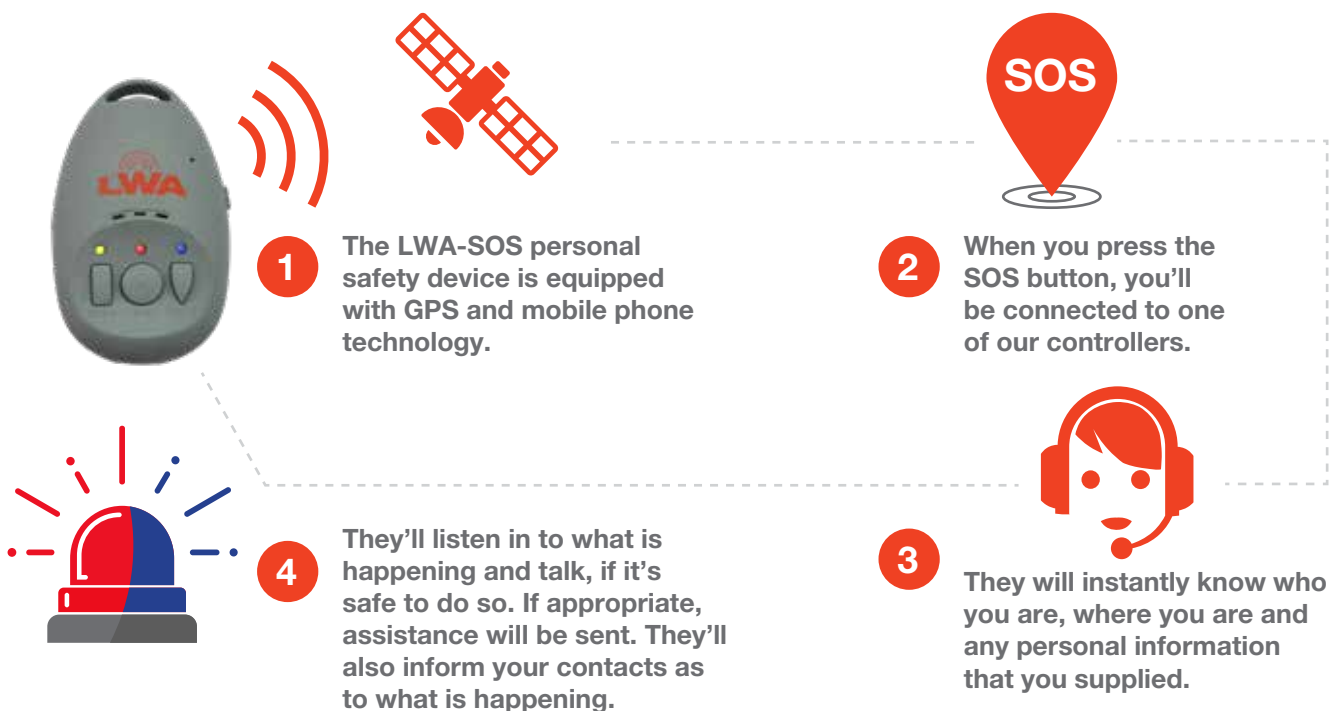 LWA
SOS
1
The LWA-SOS personal
safety device is equipped
with GPS and mobile phone
technology.
2
When you press the
SOS button, you’ll
be connected to one
of our controllers.
3
They will instantly know who
you are, where you are and
any personal information
that you supplied.
4
They’ll listen in to what is
happening and talk, if it’s
safe to do so. If appropriate,
assistance will be sent. They’ll
also inform your contacts as
to what is happening.